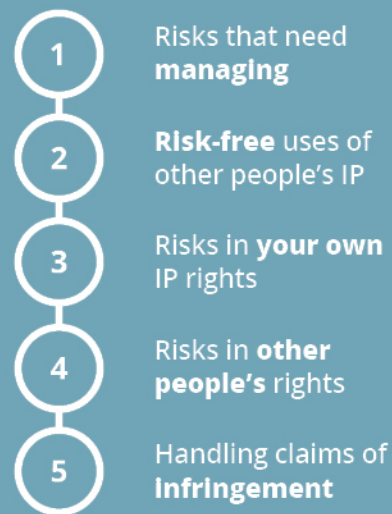 1
Risks that need
managing
2
Risk-free uses of
other people's IP
3
Risks in your own
IP rights
4
Risks in other
people's rights
5
Handling claims of
infringement